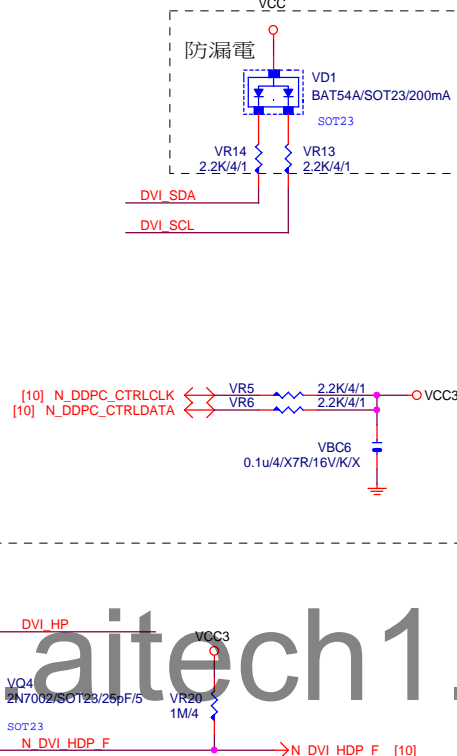 VCC
防漏電
VD1
BAT54A/SOT23/200mA
SOT23
VR14
2.2K/4/1
VR13
2.2K/4/1
DVI_SDA
DVI_SCL
[10] N_DDPC_CTRLCLK
VR5
2.2K/4/1
VCC3
[10] N_DDPC_CTRLDATA
VR6
2.2K/4/1
VBC6
0.1u/4/X7R/16V/K/X
.aitech1.
DVI_HP
VCC3
VQ4
2N7002/SOT23/25pF/5
VR20
1M/4
SOT23
N_DVI_HDP_F
N_DVI_HDP_F [10]